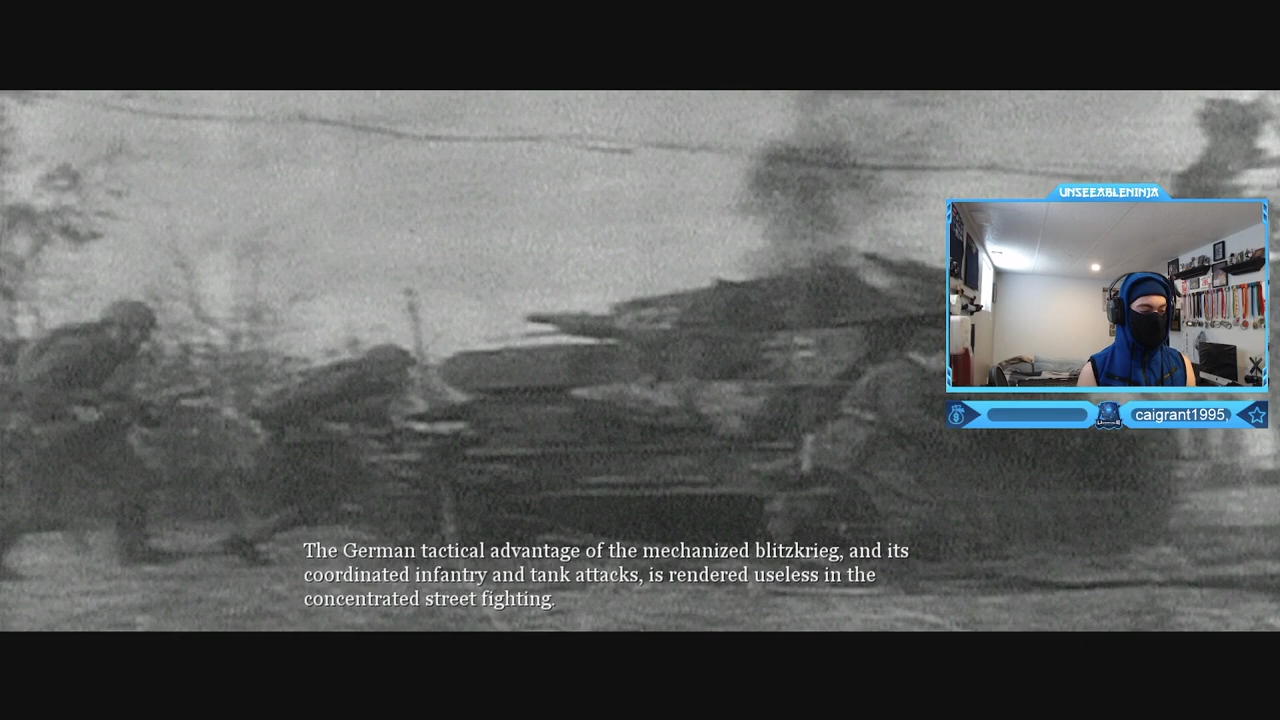 UNSEEABLENINJA
caigrant1995,
The German tactical advantage of the mechanized blitzkrieg, and its
coordinated infantry and tank attacks, is rendered useless in the
concentrated street fighting.